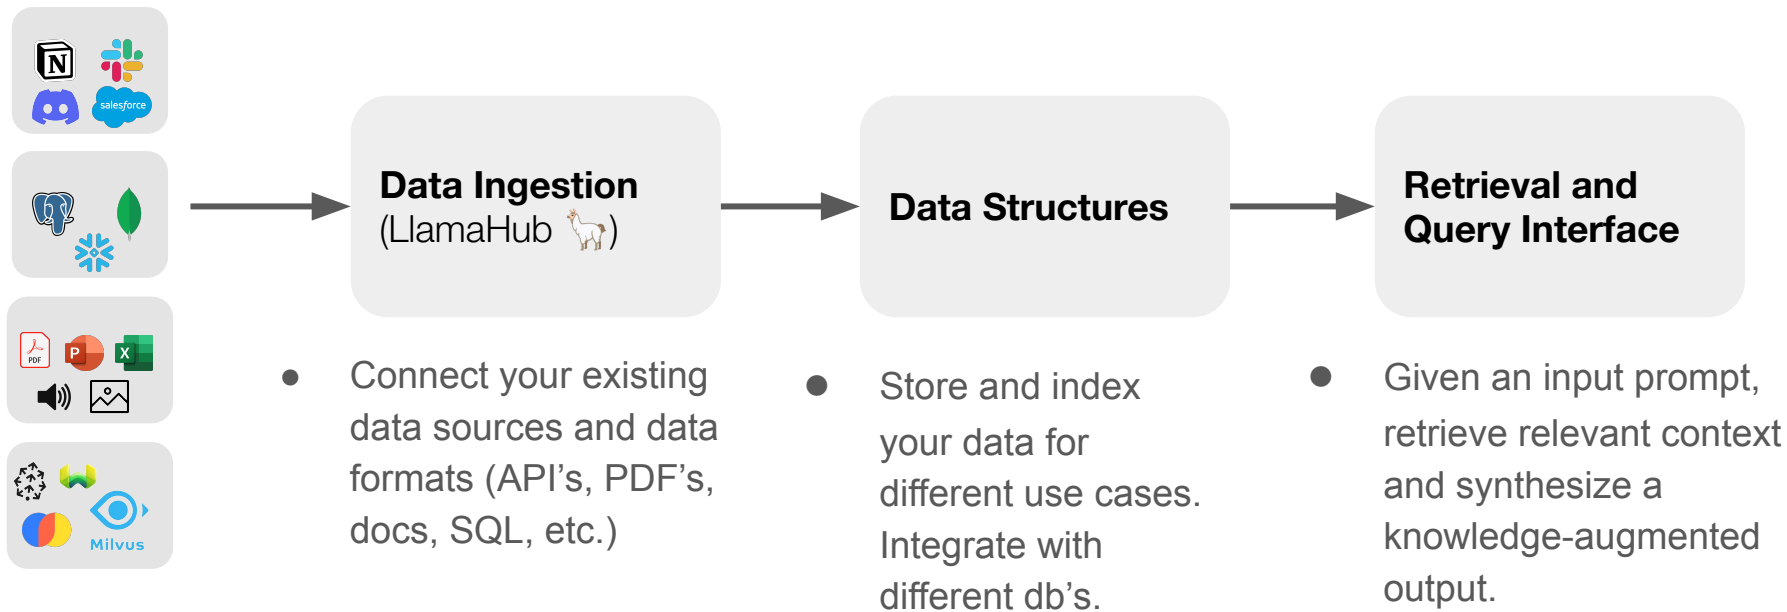 N
salesforce
PDF
P
X
Milvus
Data Ingestion
(LlamaHub 🦙)
Data Structures
Retrieval and
Query Interface
● Connect your existing
data sources and data
formats (API’s, PDF’s,
docs, SQL, etc.)
● Store and index
your data for
different use cases.
Integrate with
different db’s.
● Given an input prompt,
retrieve relevant context
and synthesize a
knowledge-augmented
output.